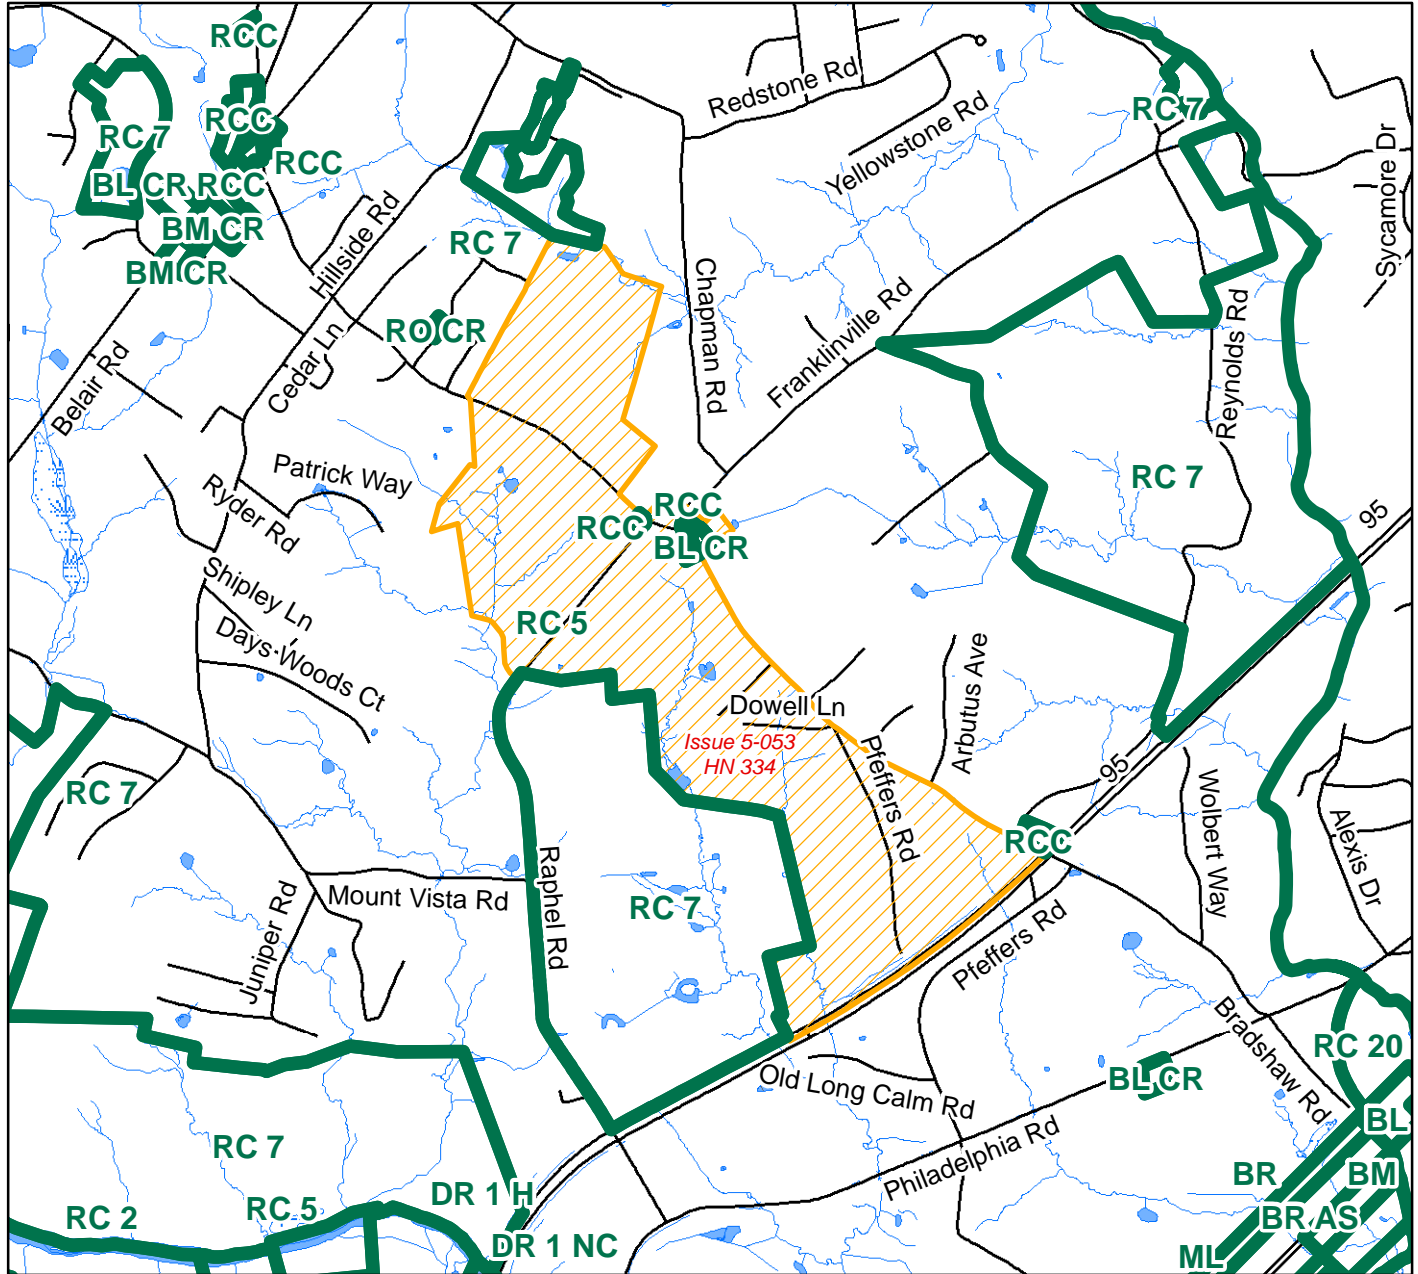 RCC
Redstone Rd
RC 7
RCC
RC 7
Yellowstone Rd
RCC
Sycamore Dr
BL CR
RCC
Hillside Rd
BM CR
RC 7
BM CR
Chapman Rd
Franklinville Rd
Reynolds Rd
RO CR
Cedar Ln
Belair Rd
Patrick Way
RC 7
Ryder Rd
RCC
RCC
BL CR
95
Shipley Ln
RC 5
Days-Woods Ct
Arbutus Ave
Dowell Ln
Issue 5-053
HN 334
Pfeffers Rd
95
RC 7
Wolbert Way
Alexis Dr
RCC
Mount Vista Rd
Raphel Rd
RC 7
Juniper Rd
Pfeffers Rd
Bradshaw Rd
RC 20
Old Long Calm Rd
BL CR
BL
RC 7
Philadelphia Rd
BR
BM
DR 1 H
RC 5
RC 2
BR AS
DR 1 NC
ML